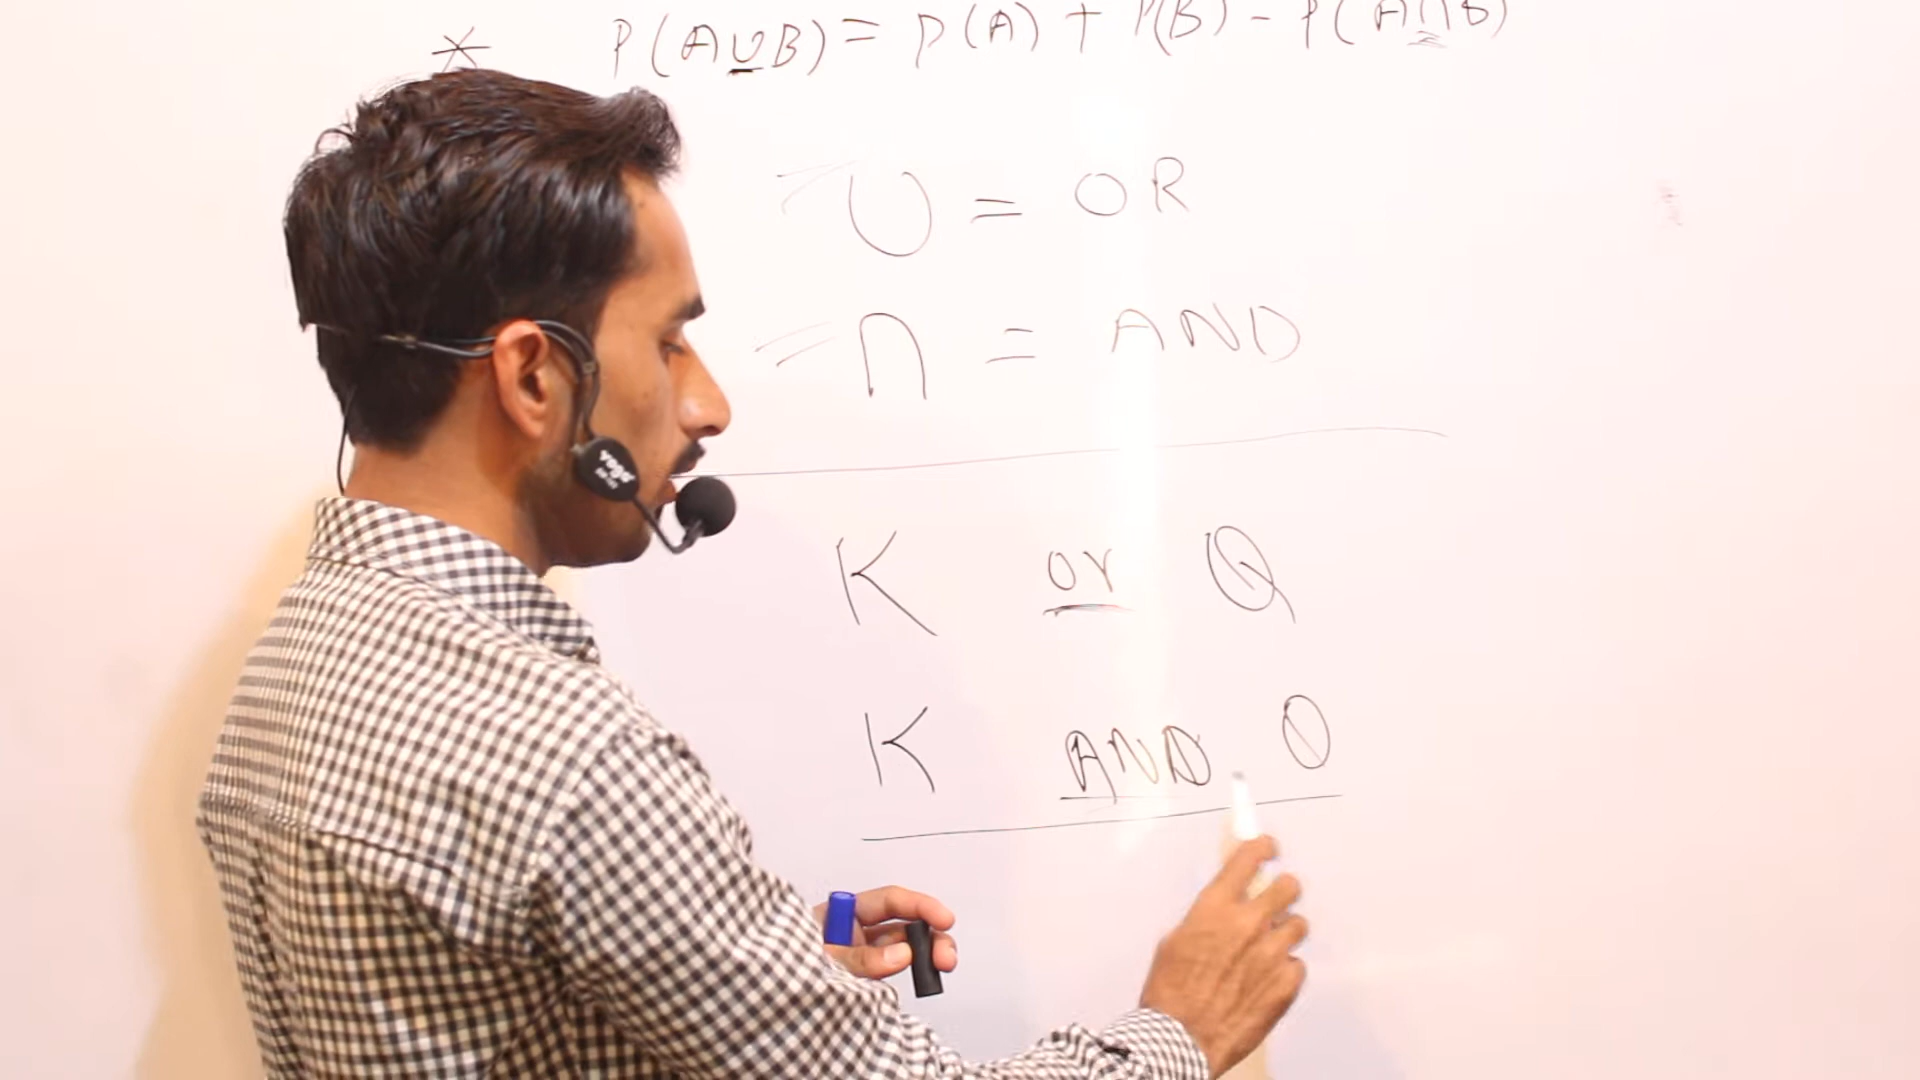 * P(A∪B) = P(A) + P(B) - P(A∩B)
∪ = OR
∩ = AND
K or Q
K AND Q